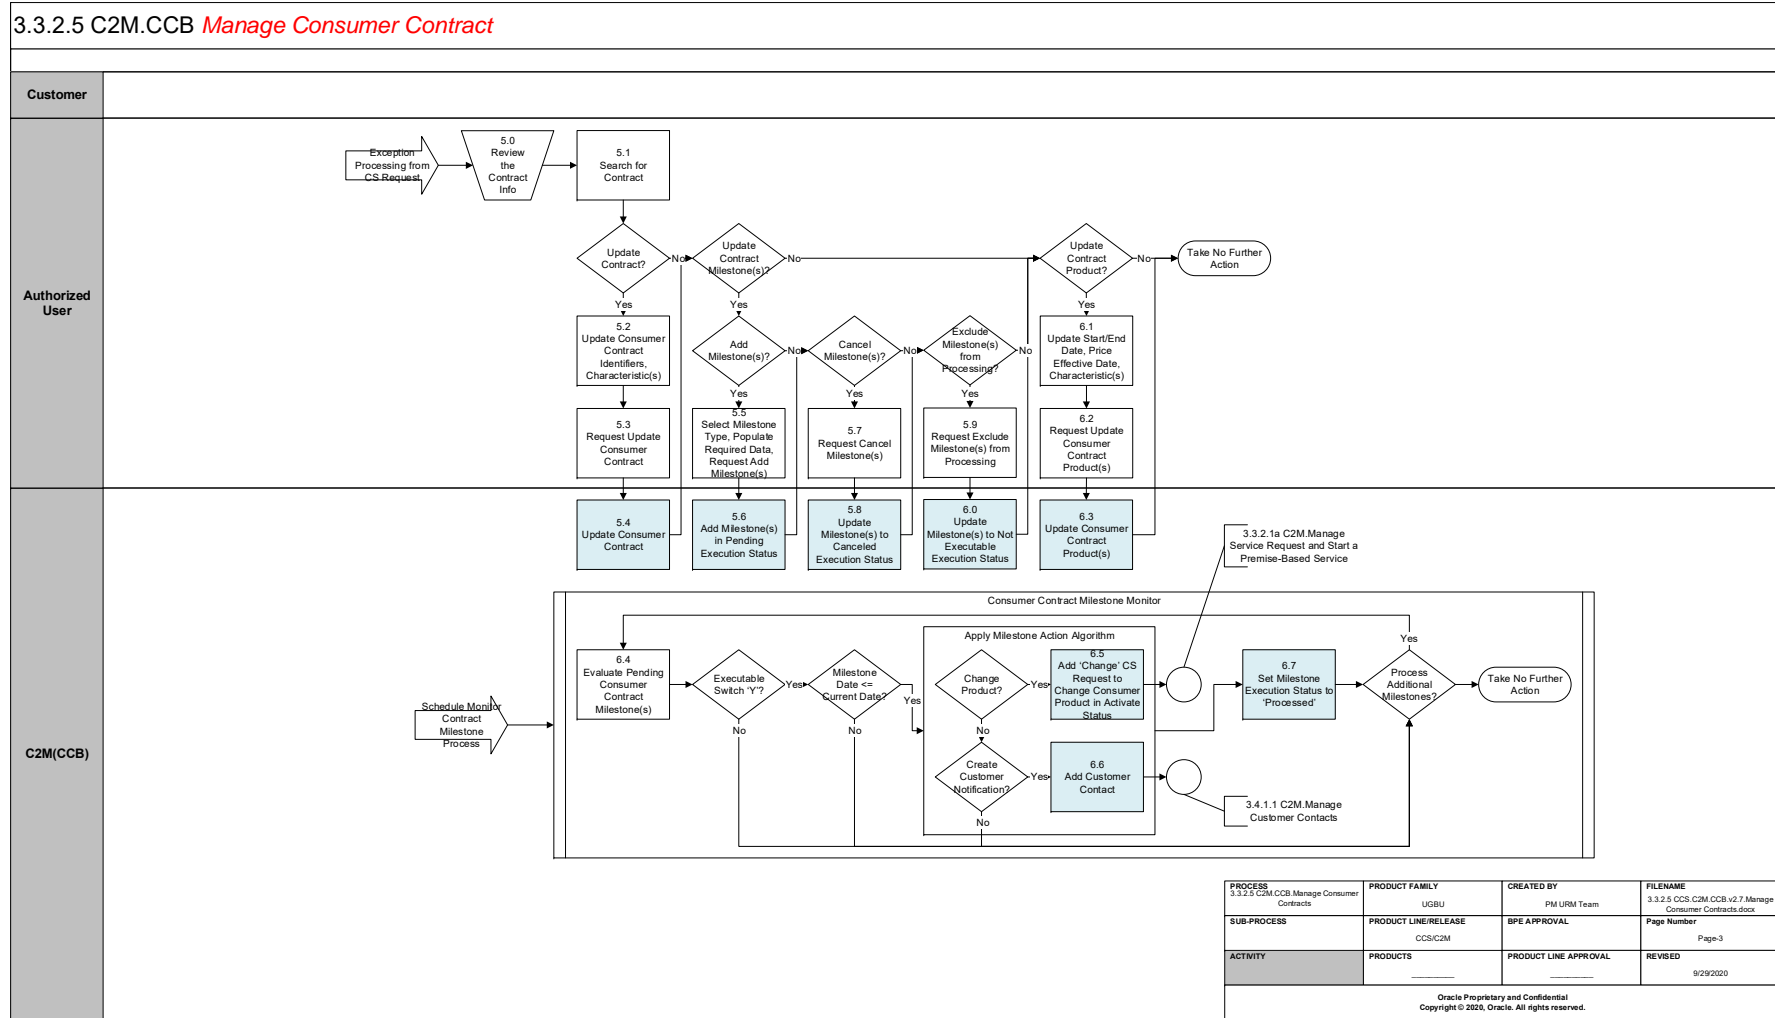 3.3.2.5 C2M.CCB Manage Consumer Contract
Customer
Authorized
User
Exception
Processing from
CS Request
5.0
Review
the
Contract
Info
5.1
Search for
Contract
Update
Contract?
No
Update
Contract
Milestone(s)?
No
Update
Contract
Product?
No
Take No Further
Action
Yes
Yes
Yes
5.2
Update Consumer
Contract
Identifiers,
Characteristic(s)
Add
Milestone(s)?
No
Cancel
Milestone(s)?
No
Exclude
Milestone(s)
from
Processing?
No
6.1
Update Start/End
Date, Price
Effective Date,
Characteristic(s)
Yes
Yes
Yes
5.3
Request Update
Consumer
Contract
5.5
Select Milestone
Type, Populate
Required Data,
Request Add
Milestone(s)
5.7
Request Cancel
Milestone(s)
5.9
Request Exclude
Milestone(s) from
Processing
6.2
Request Update
Consumer
Contract
Product(s)
C2M(CCB)
5.4
Update Consumer
Contract
5.6
Add Milestone(s)
in Pending
Execution Status
5.8
Update
Milestone(s) to
Canceled
Execution Status
6.0
Update
Milestone(s) to Not
Executable
Execution Status
6.3
Update Consumer
Contract
Product(s)
3.3.2.1a C2M.Manage
Service Request and Start a
Premise-Based Service
Consumer Contract Milestone Monitor
Schedule Monitor
Contract
Milestone
Process
6.4
Evaluate Pending
Consumer
Contract
Milestone(s)
Executable
Switch ‘Y’?
Yes
Milestone
Date <=
Current Date?
Yes
No
No
Apply Milestone Action Algorithm
Change
Product?
Yes
6.5
Add ‘Change’ CS
Request to
Change Consumer
Product in Activate
Status
No
Create
Customer
Notification?
Yes
6.6
Add Customer
Contact
No
3.4.1.1 C2M.Manage
Customer Contacts
6.7
Set Milestone
Execution Status to
‘Processed’
Process
Additional
Milestones?
Yes
Take No Further
Action
PROCESS
3.3.2.5 C2M.CCB.Manage Consumer
Contracts
PRODUCT FAMILY
UGBU
CREATED BY
PM URM Team
FILENAME
3.3.2.5 CCS.C2M.CCB.v2.7.Manage
Consumer Contracts.docx
SUB-PROCESS
PRODUCT LINE/RELEASE
CCS/C2M
BPE APPROVAL
Page Number
Page-3
ACTIVITY
PRODUCTS
PRODUCT LINE APPROVAL
REVISED
9/29/2020
Oracle Proprietary and Confidential
Copyright © 2020, Oracle. All rights reserved.